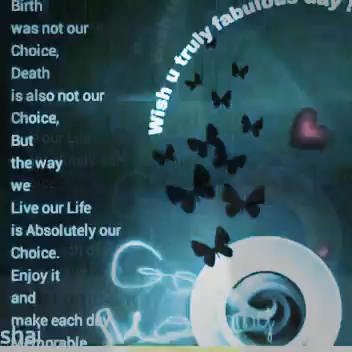 Birth
was not our
Choice,
Death
is also not our
Choice,
But
the way
we
Live our Life
is Absolutely our
Choice.
Enjoy it
and
make each day
Memorable
Wish u truly fabulous day